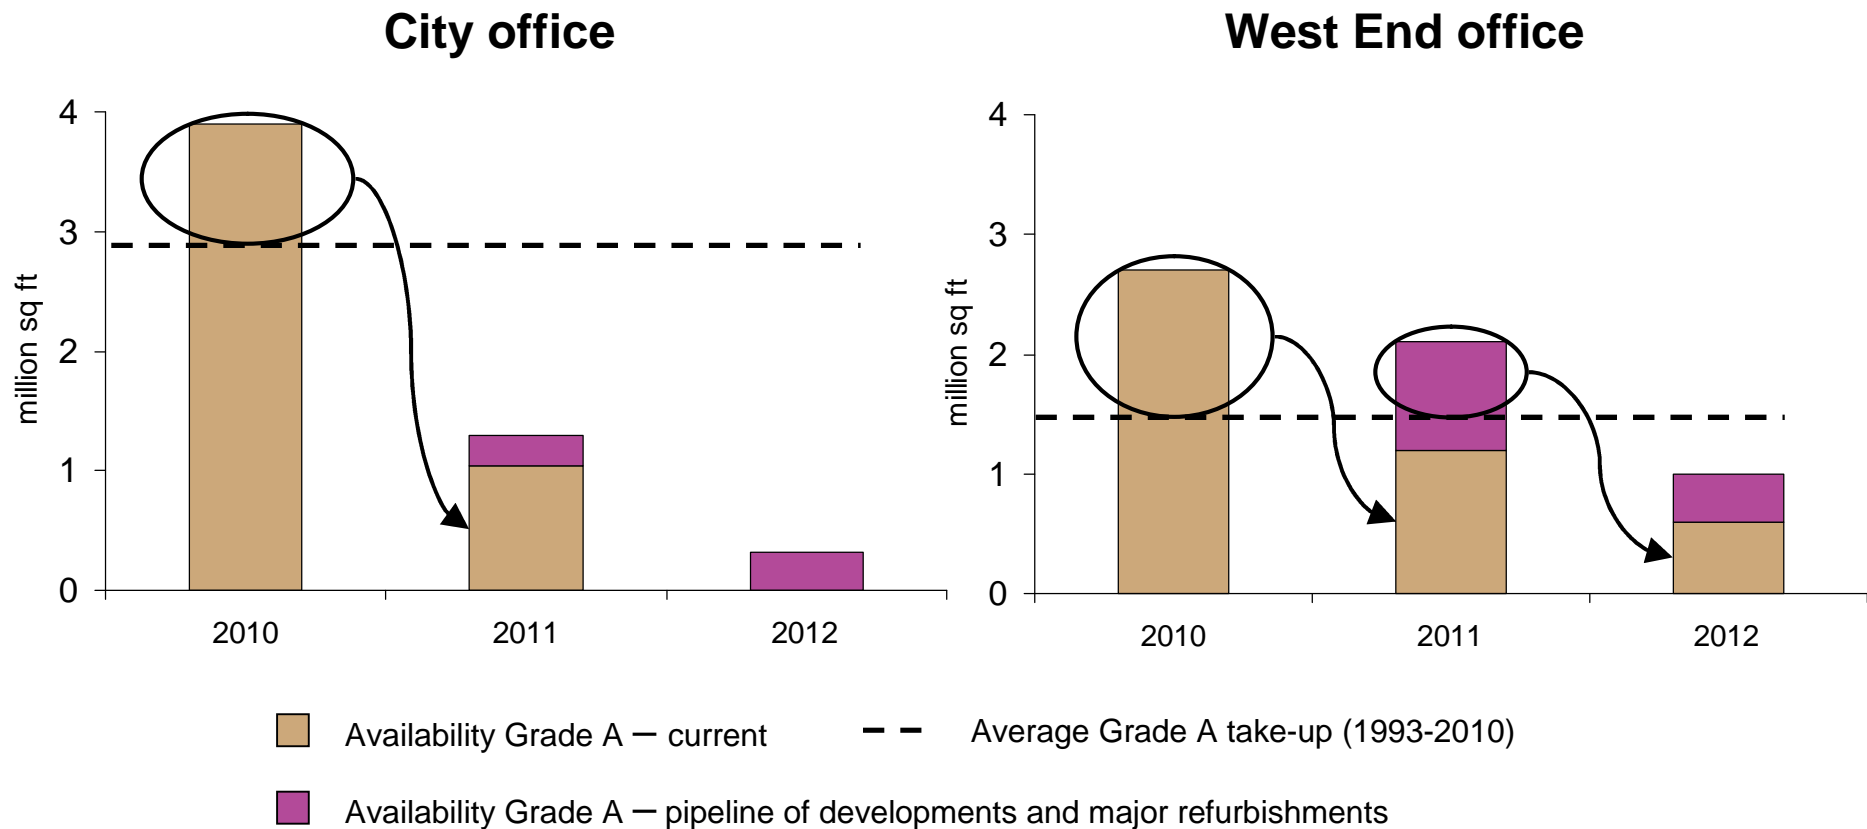 City office
West End office
4
3
2
1
0
million sq ft
2010 2011 2012
4
3
2
1
0
million sq ft
2010 2011 2012
Availability Grade A – current
Average Grade A take-up (1993-2010)
Availability Grade A – pipeline of developments and major refurbishments